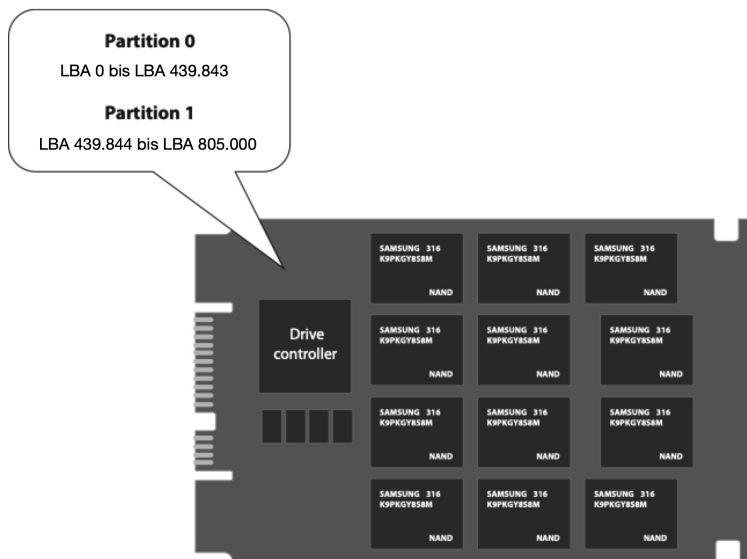 Partition 0
LBA 0 bis LBA 439.843
Partition 1
LBA 439.844 bis LBA 805.000
Drive
controller
SAMSUNG 316
K9PKGY8S8M
NAND
SAMSUNG 316
K9PKGY8S8M
NAND
SAMSUNG 316
K9PKGY8S8M
NAND
SAMSUNG 316
K9PKGY8S8M
NAND
SAMSUNG 316
K9PKGY8S8M
NAND
SAMSUNG 316
K9PKGY8S8M
NAND
SAMSUNG 316
K9PKGY8S8M
NAND
SAMSUNG 316
K9PKGY8S8M
NAND
SAMSUNG 316
K9PKGY8S8M
NAND
SAMSUNG 316
K9PKGY8S8M
NAND
SAMSUNG 316
K9PKGY8S8M
NAND
SAMSUNG 316
K9PKGY8S8M
NAND